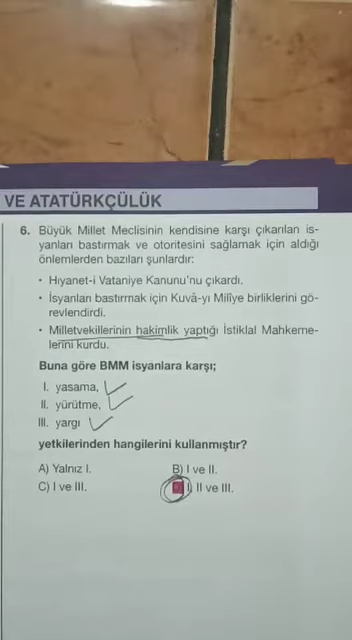 VE ATATÜRKÇÜLÜK
6. Büyük Millet Meclisinin kendisine karşı çıkarılan is-
yanları bastırmak ve otoritesini sağlamak için aldığı
önlemlerden bazıları şunlardır:
• Hıyanet-i Vataniye Kanunu'nu çıkardı.
• İsyanları bastırmak için Kuvâ-yı Milîye birliklerini gö-
revlendirdi.
• Milletvekillerinin hakimlik yaptığı İstiklal Mahkeme-
lerini kurdu.
Buna göre BMM isyanlara karşı;
I. yasama,
II. yürütme,
III. yargı
yetkilerinden hangilerini kullanmıştır?
A) Yalnız I. B) I ve II.
C) I ve III. D) I, II ve III.